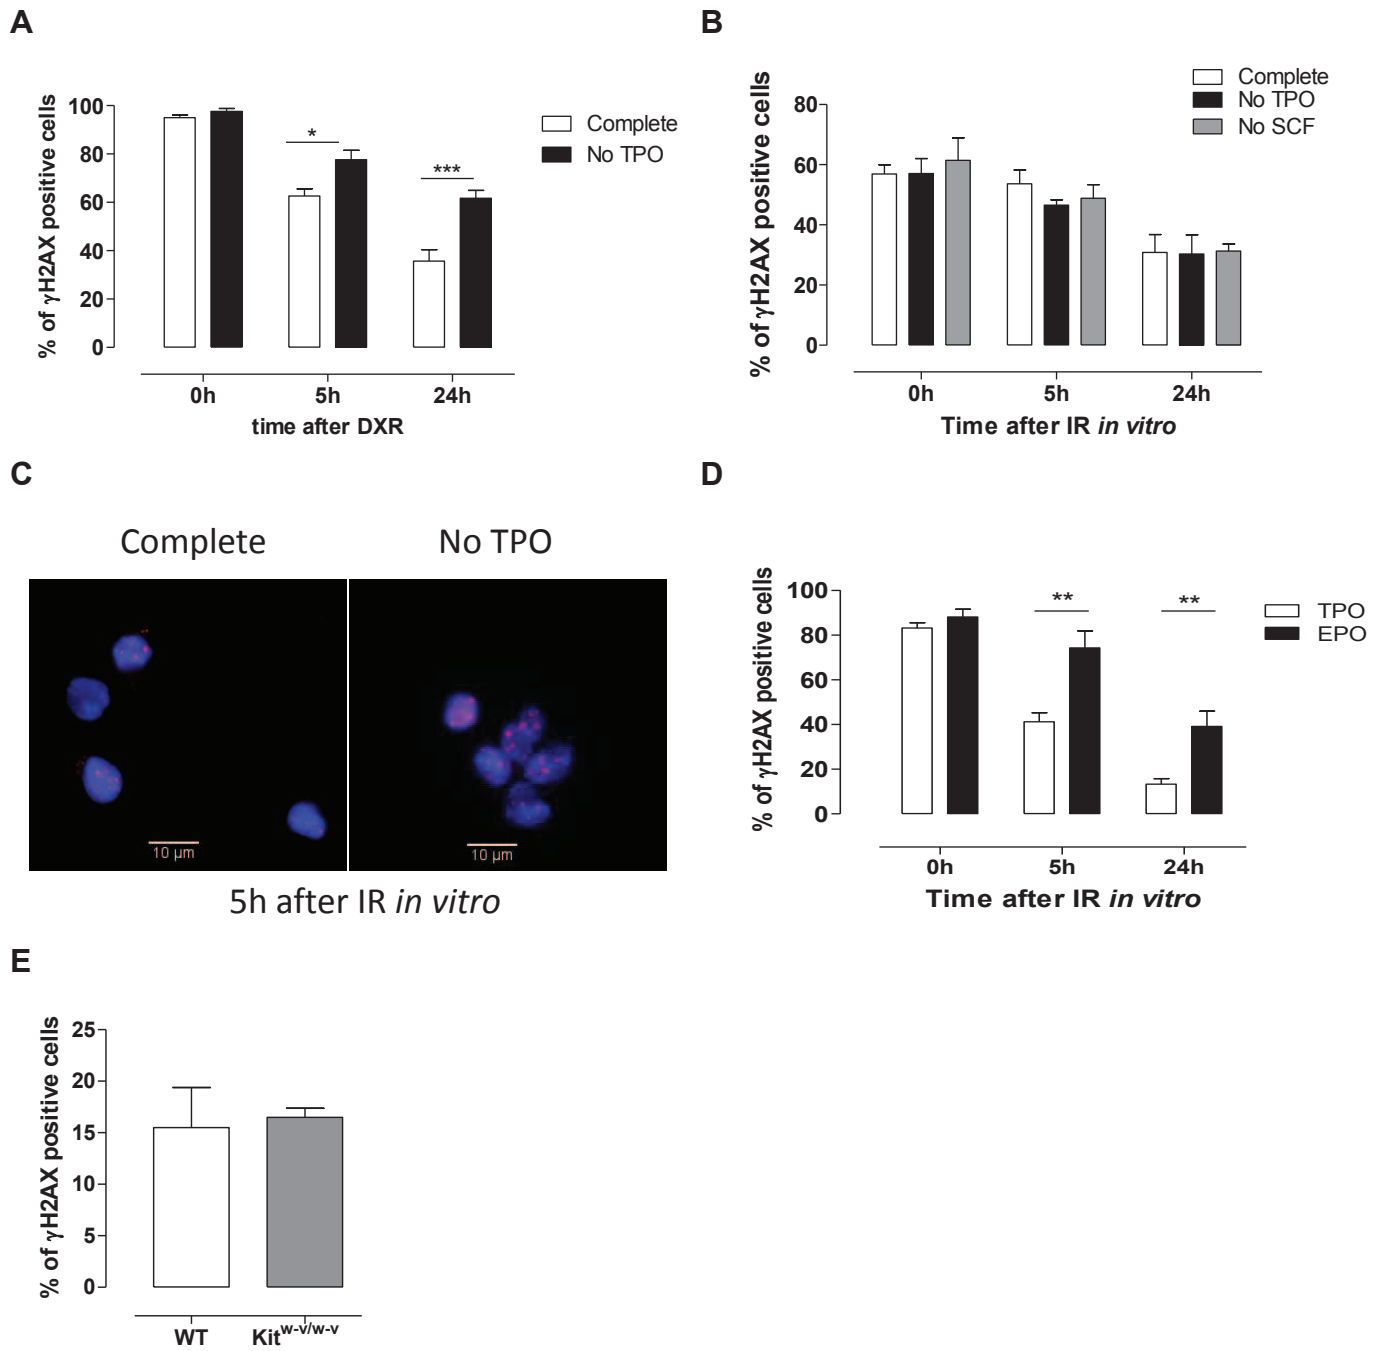 A
% of γH2AX positive cells
100
80
60
40
20
0
*
***
Complete
No TPO
0h
5h
24h
time after DXR
B
% of γH2AX positive cells
80
60
40
20
0
Complete
No TPO
No SCF
0h
5h
24h
Time after IR in vitro
C
Complete
No TPO
10 µm
10 µm
5h after IR in vitro
D
% of γH2AX positive cells
100
80
60
40
20
0
**
**
TPO
EPO
0h
5h
24h
Time after IR in vitro
E
% of γH2AX positive cells
25
20
15
10
5
0
WT
Kit^w-v/w-v